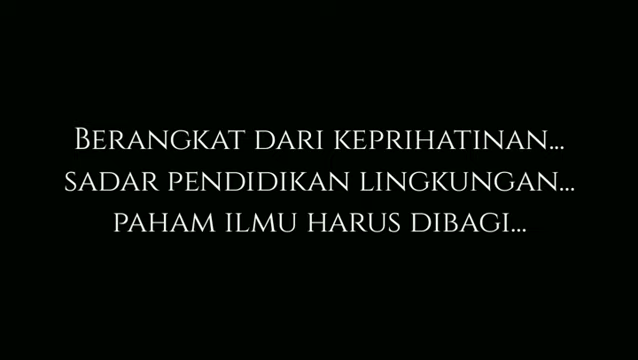 Berangkat dari keprihatinan...
sadar pendidikan lingkungan...
paham ilmu harus dibagi...